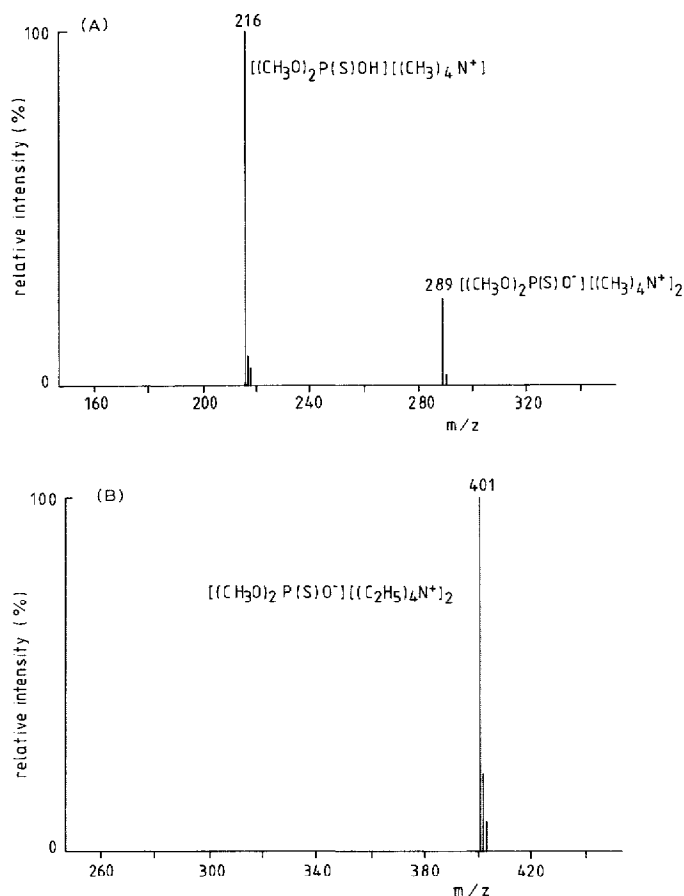 (A)
216
100
[(CH₃O)₂P(S)OH][(CH₃)₄N⁺]
relative intensity (%)
289 [(CH₃O)₂P(S)O⁻][(CH₃)₄N⁺]₂
0
160 200 240 280 320
m/z
(B)
401
100
[(CH₃O)₂P(S)O⁻][(C₂H₅)₄N⁺]₂
relative intensity (%)
0
260 300 340 380 420
m/z